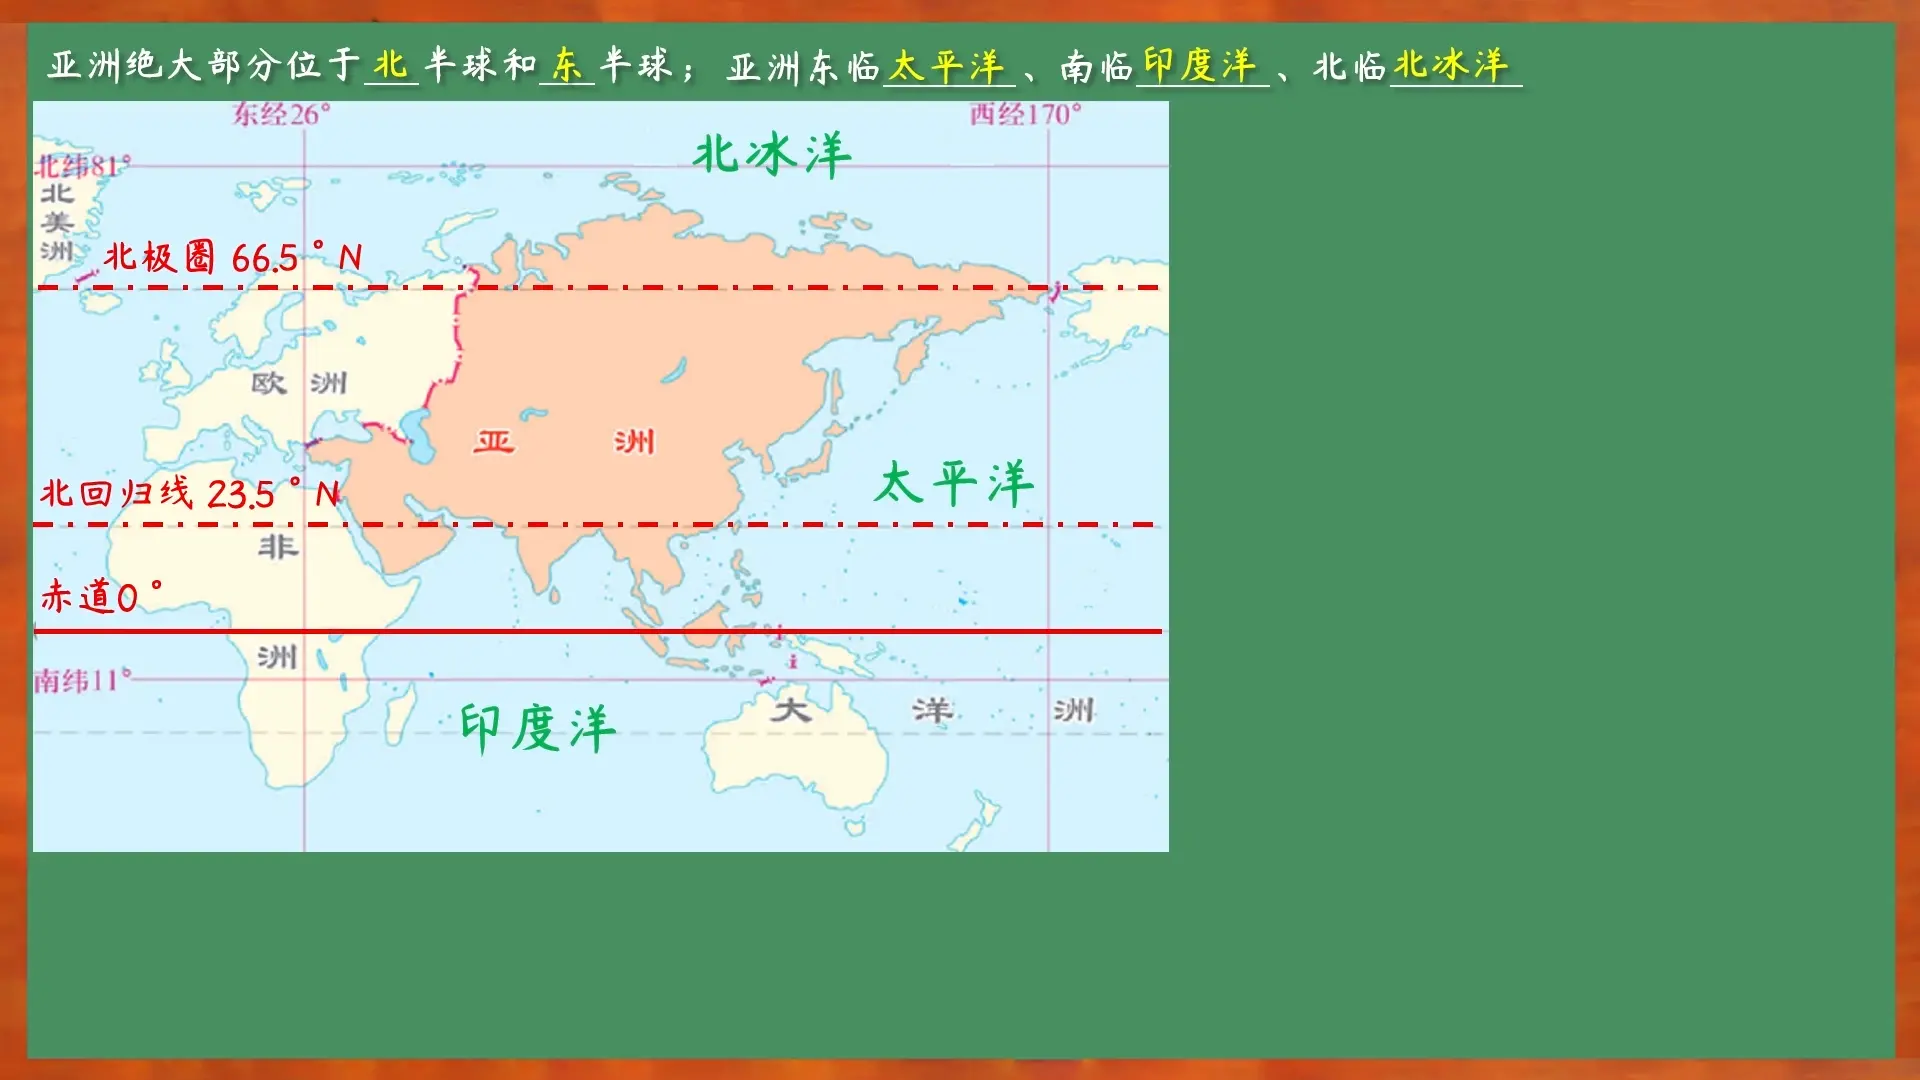 亚洲绝大部分位于北半球和东半球；亚洲东临太平洋、南临印度洋、北临北冰洋
东经26° 西经170°
北冰洋
北纬81°
北美洲
北极圈 66.5°N
欧洲
亚洲
太平洋
北回归线 23.5°N
非洲
赤道0°
南纬11°
印度洋
大洋洲